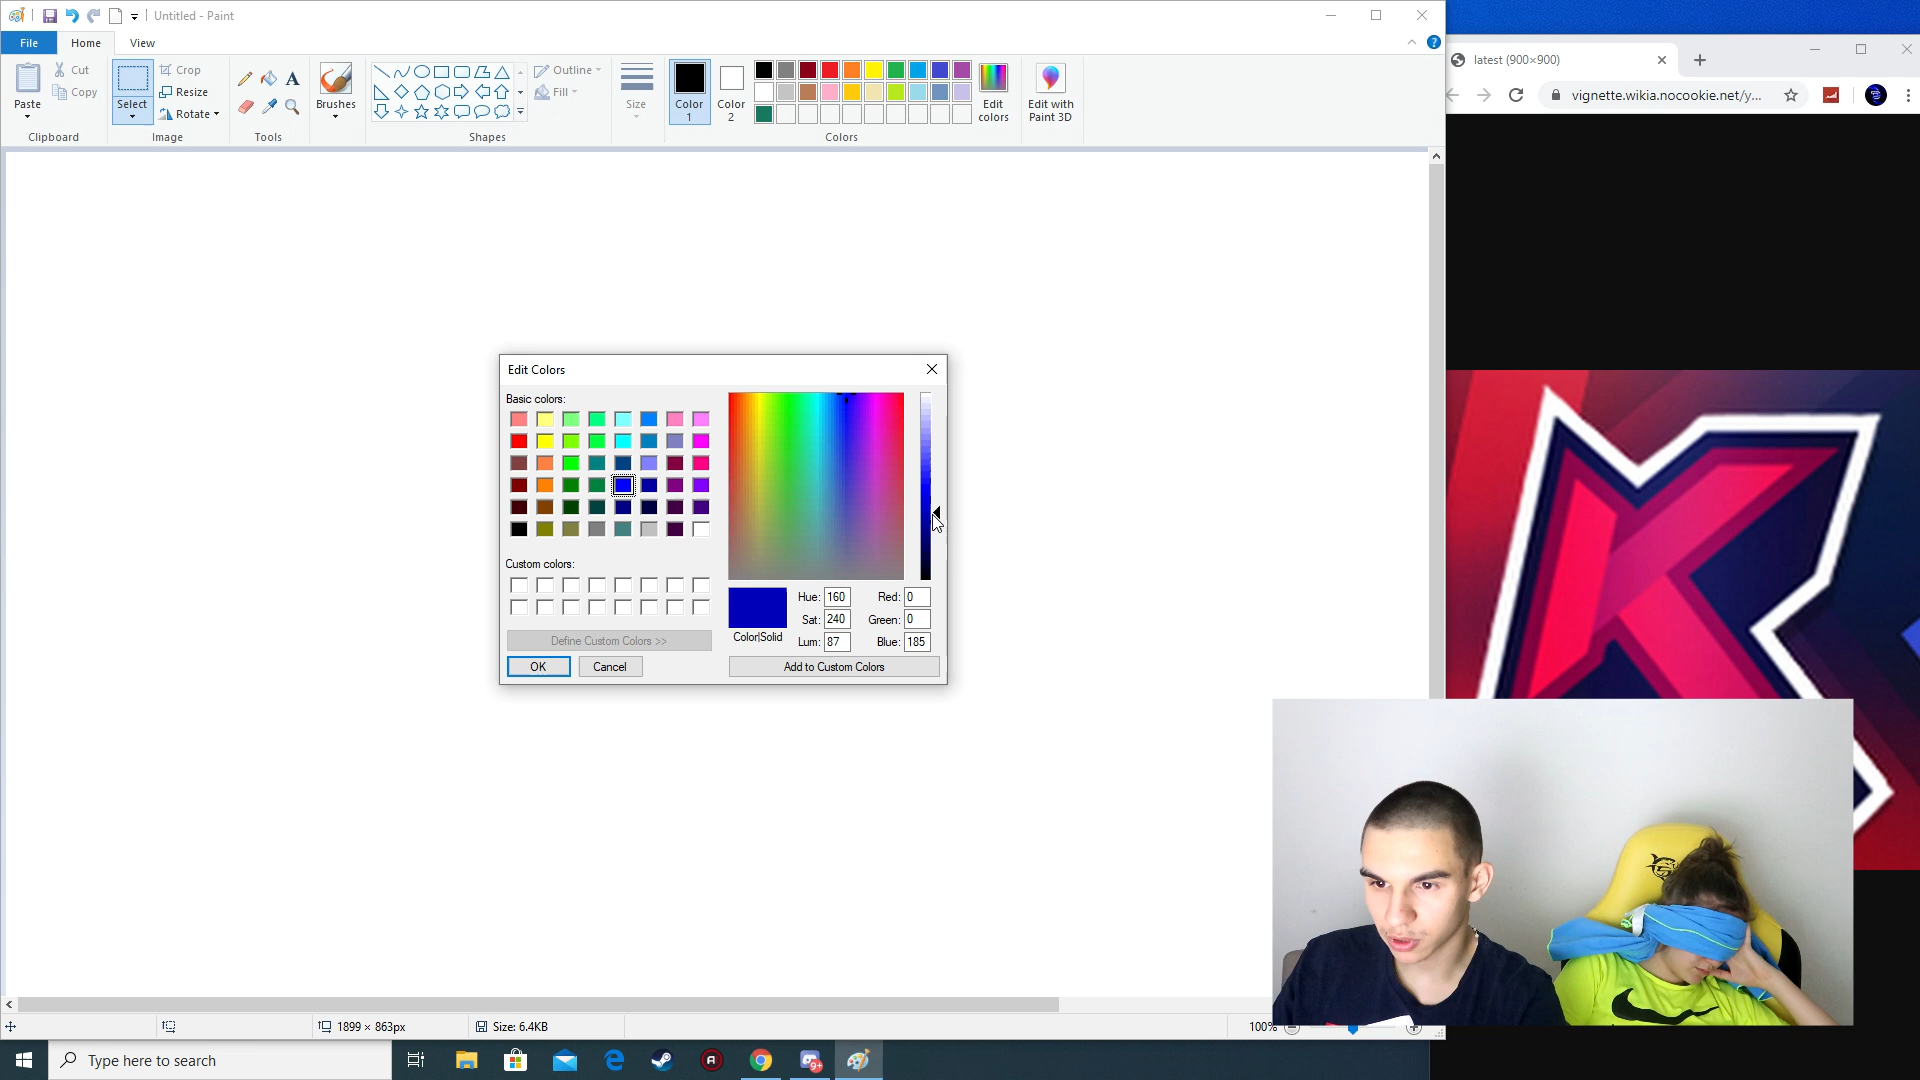 Untitled - Paint
File
Home
View
Paste
Cut
Copy
Clipboard
Select
Crop
Resize
Rotate
Image
A
Tools
Brushes
Shapes
Outline
Fill
Size
Color 1
Color 2
Colors
Edit colors
Edit with Paint 3D
latest (900×900)
vignette.wikia.nocookie.net/y...
Edit Colors
Basic colors:
Custom colors:
Define Custom Colors >>
OK
Cancel
Color|Solid
Hue: 160
Sat: 240
Lum: 87
Red: 0
Green: 0
Blue: 185
Add to Custom Colors
K
1899 × 863px
Size: 6.4KB
100%
Type here to search
9+